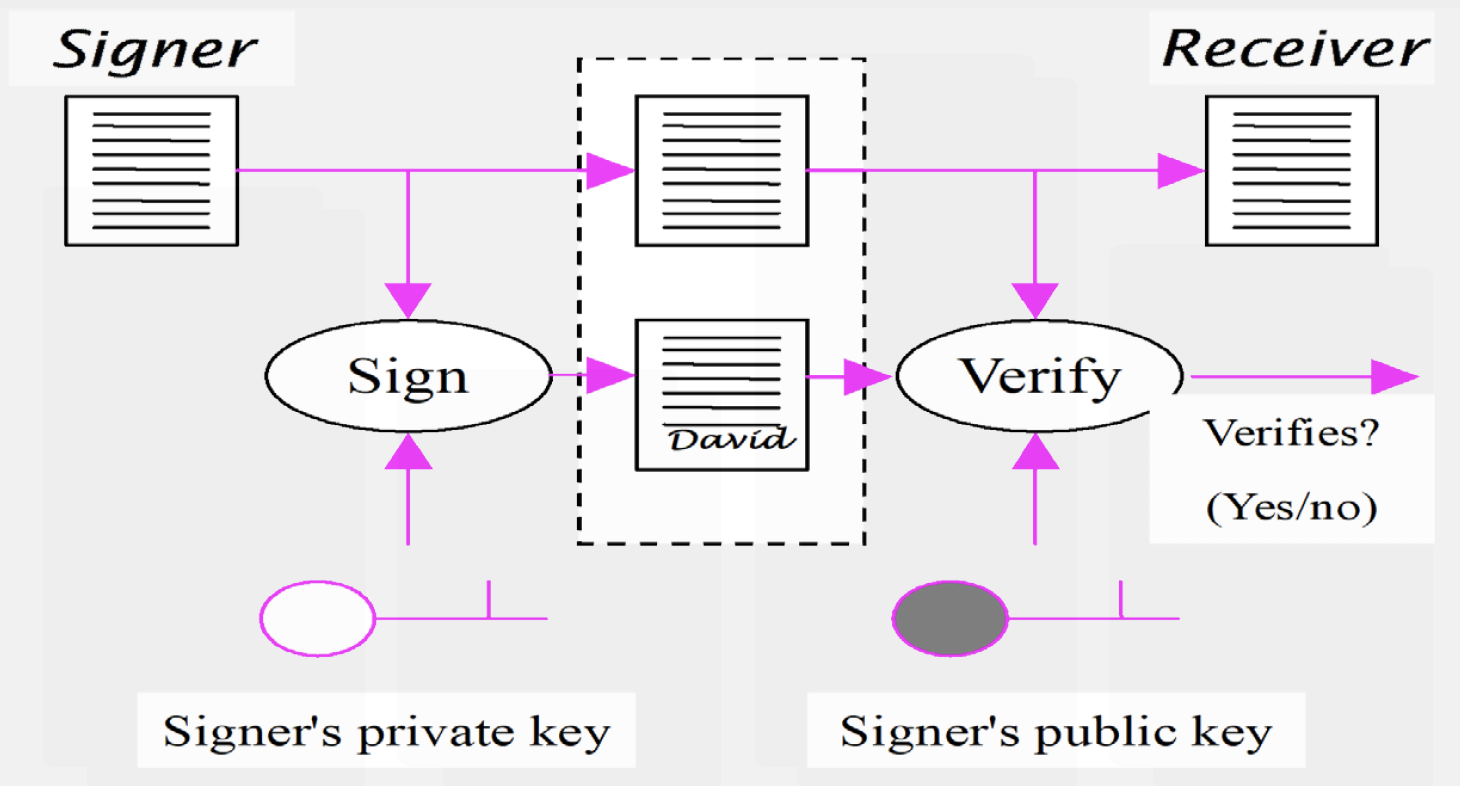 Signer
Receiver
Sign
David
Verify
Verifies?
(Yes/no)
Signer's private key
Signer's public key